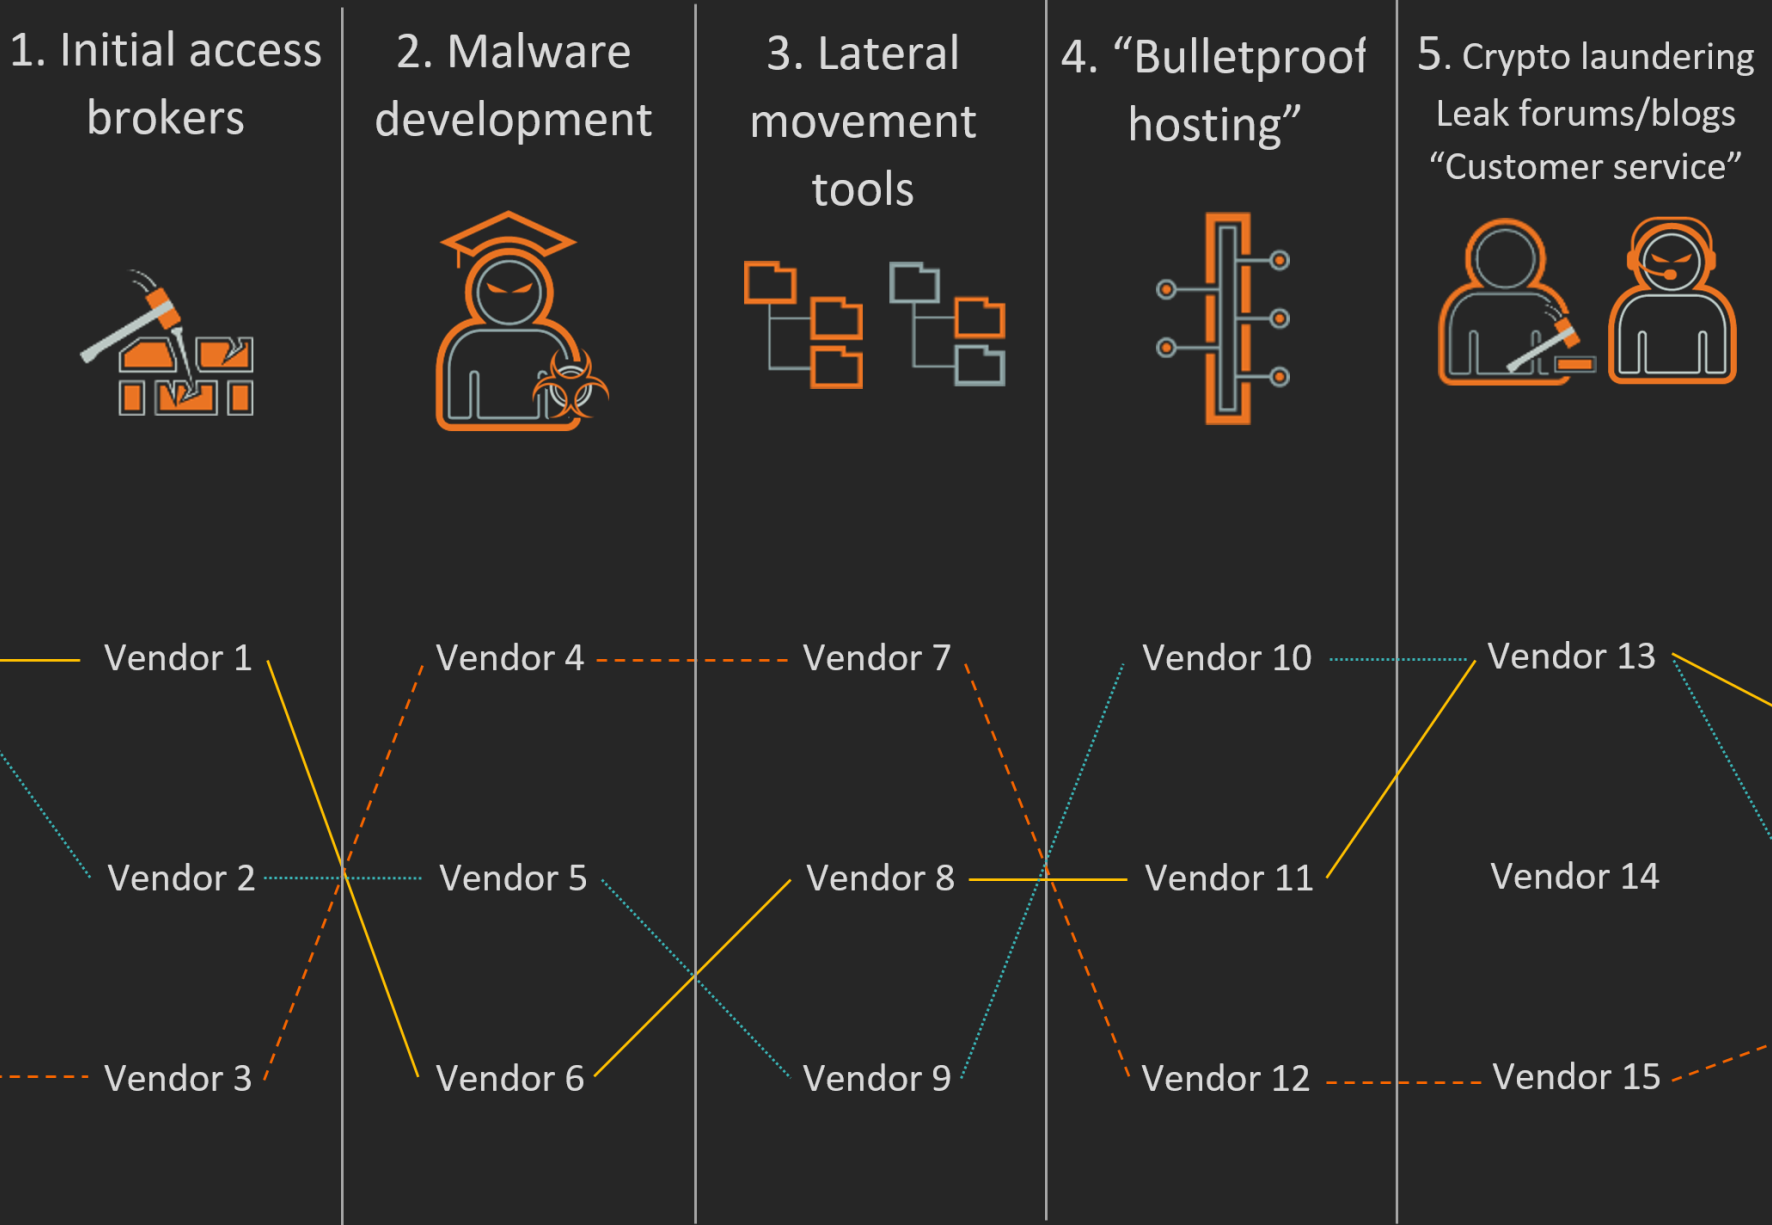 1. Initial access
brokers
2. Malware
development
3. Lateral
movement
tools
4. “Bulletproof
hosting”
5. Crypto laundering
Leak forums/blogs
“Customer service”
Vendor 1
Vendor 4
Vendor 7
Vendor 10
Vendor 13
Vendor 2
Vendor 5
Vendor 8
Vendor 11
Vendor 14
Vendor 3
Vendor 6
Vendor 9
Vendor 12
Vendor 15